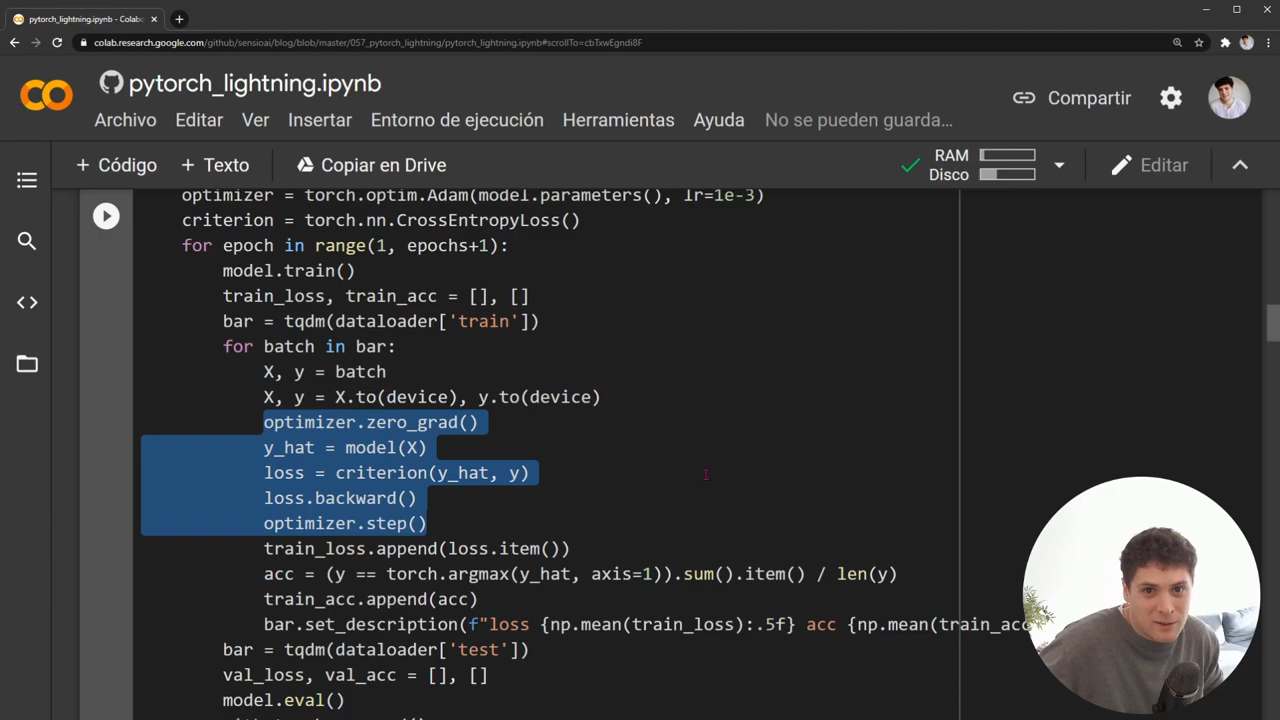 pytorch_lightning.ipynb - Colabo
colab.research.google.com/github/sensioai/blog/blob/master/057_pytorch_lightning/pytorch_lightning.ipynb#scrollTo=cbTxwEgndi8F
pytorch_lightning.ipynb
Compartir
Archivo Editar Ver Insertar Entorno de ejecución Herramientas Ayuda No se pueden guarda…
+ Código + Texto Copiar en Drive RAM
Disco Editar
optimizer = torch.optim.Adam(model.parameters(), lr=1e-3)
criterion = torch.nn.CrossEntropyLoss()
for epoch in range(1, epochs+1):
model.train()
train_loss, train_acc = [], []
bar = tqdm(dataloader['train'])
for batch in bar:
X, y = batch
X, y = X.to(device), y.to(device)
optimizer.zero_grad()
y_hat = model(X)
loss = criterion(y_hat, y)
loss.backward()
optimizer.step()
train_loss.append(loss.item())
acc = (y == torch.argmax(y_hat, axis=1)).sum().item() / len(y)
train_acc.append(acc)
bar.set_description(f"loss {np.mean(train_loss):.5f} acc {np.mean(train_acc
bar = tqdm(dataloader['test'])
val_loss, val_acc = [], []
model.eval()